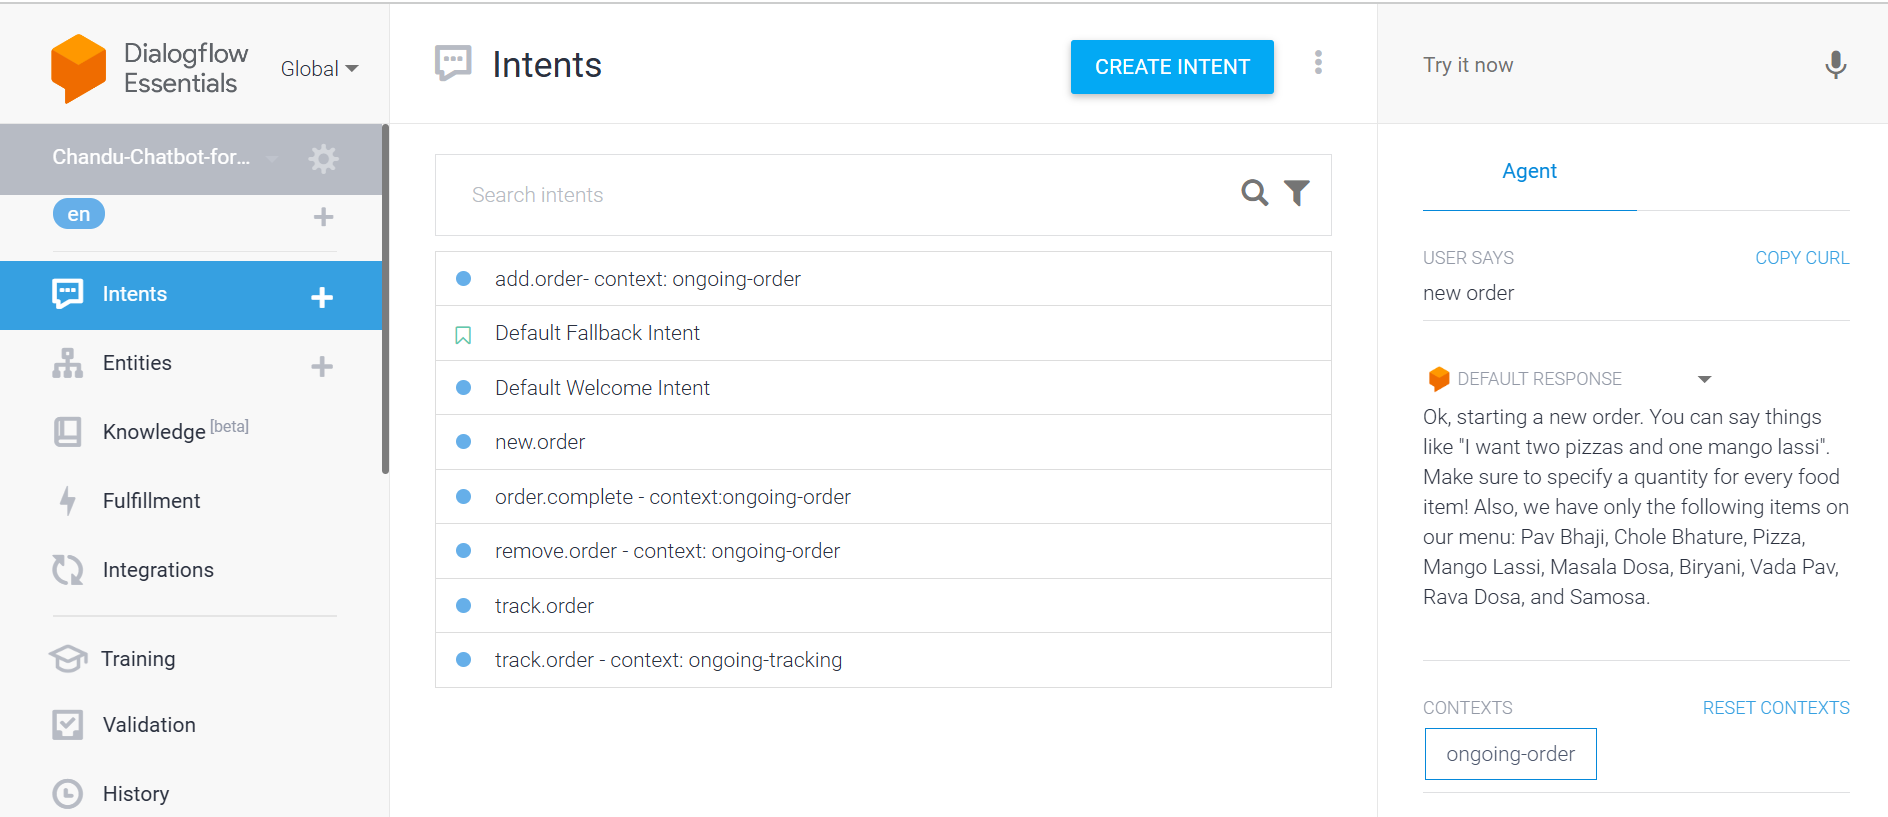 Dialogflow
Essentials
Global
Chandu-Chatbot-for...
en
Intents
Entities
Knowledge [beta]
Fulfillment
Integrations
Training
Validation
History
Intents
CREATE INTENT
Search intents
add.order- context: ongoing-order
Default Fallback Intent
Default Welcome Intent
new.order
order.complete - context:ongoing-order
remove.order - context: ongoing-order
track.order
track.order - context: ongoing-tracking
Try it now
Agent
USER SAYS COPY CURL
new order
DEFAULT RESPONSE
Ok, starting a new order. You can say things
like "I want two pizzas and one mango lassi".
Make sure to specify a quantity for every food
item! Also, we have only the following items on
our menu: Pav Bhaji, Chole Bhature, Pizza,
Mango Lassi, Masala Dosa, Biryani, Vada Pav,
Rava Dosa, and Samosa.
CONTEXTS RESET CONTEXTS
ongoing-order